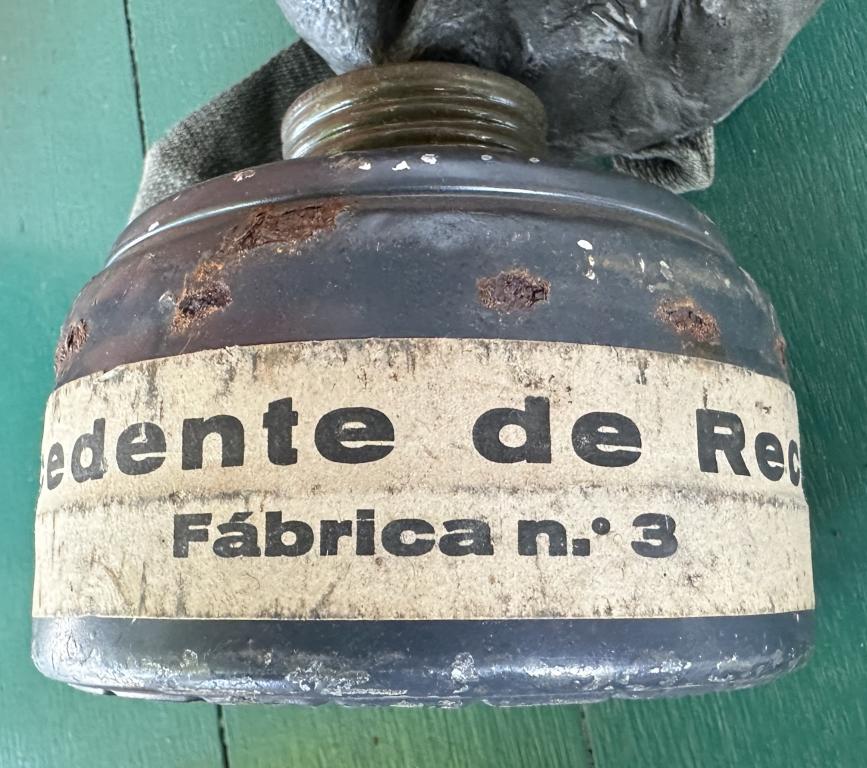 edente de Rec
Fábrica n.º 3